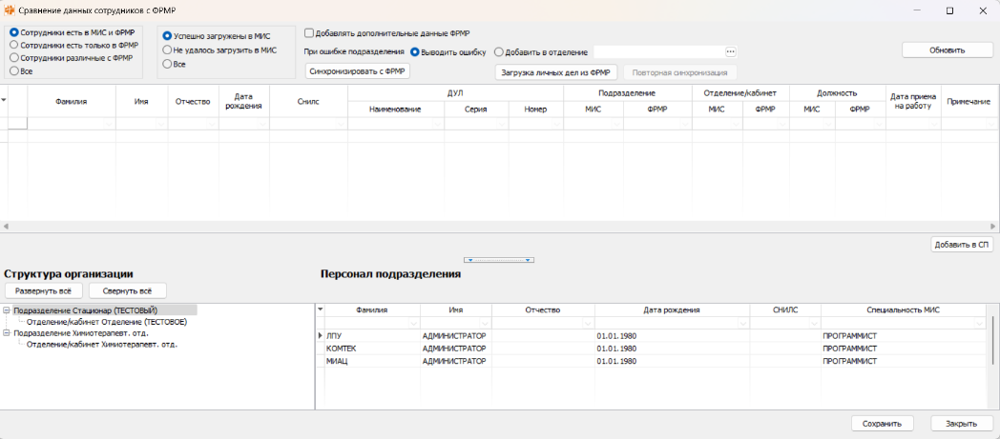 Сравнение данных сотрудников с ФРМР
Сотрудники есть в МИС и ФРМР
Сотрудники есть только в ФРМР
Сотрудники различные с ФРМР
Все
Успешно загружены в МИС
Не удалось загрузить в МИС
Все
Добавлять дополнительные данные ФРМР
При ошибке подразделения Выводить ошибку Добавить в отделение ...
Синхронизировать с ФРМР Загрузка личных дел из ФРМР Повторная синхронизация
Обновить
Фамилия Имя Отчество Дата рождения Снилс ДУЛ Подразделение Отделение/кабинет Должность Дата приема на работу Примечание
Наименование Серия Номер МИС ФРМР МИС ФРМР МИС ФРМР
Добавить в СП
Структура организации
Развернуть всё Свернуть всё
Подразделение Стационар (ТЕСТОВЫЙ)
Отделение/кабинет Отделение (ТЕСТОВОЕ)
Подразделение Химиотерапевт. отд.
Отделение/кабинет Химиотерапевт. отд.
Персонал подразделения
Фамилия Имя Отчество Дата рождения СНИЛС Специальность МИС
ЛПУ АДМИНИСТРАТОР 01.01.1980 ПРОГРАММИСТ
КОМТЕК АДМИНИСТРАТОР 01.01.1980 ПРОГРАММИСТ
МИАЦ АДМИНИСТРАТОР 01.01.1980 ПРОГРАММИСТ
Сохранить Закрыть